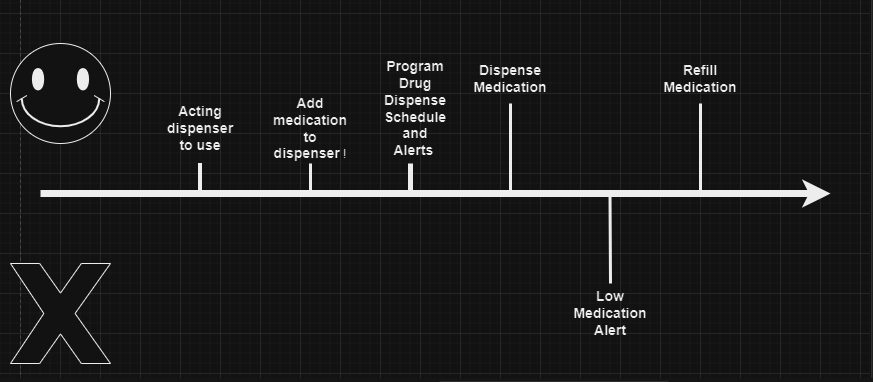 Acting
dispenser
to use
Add
medication
to
dispenser !
Program
Drug
Dispense
Schedule
and
Alerts
Dispense
Medication
Refill
Medication
Low
Medication
Alert
X